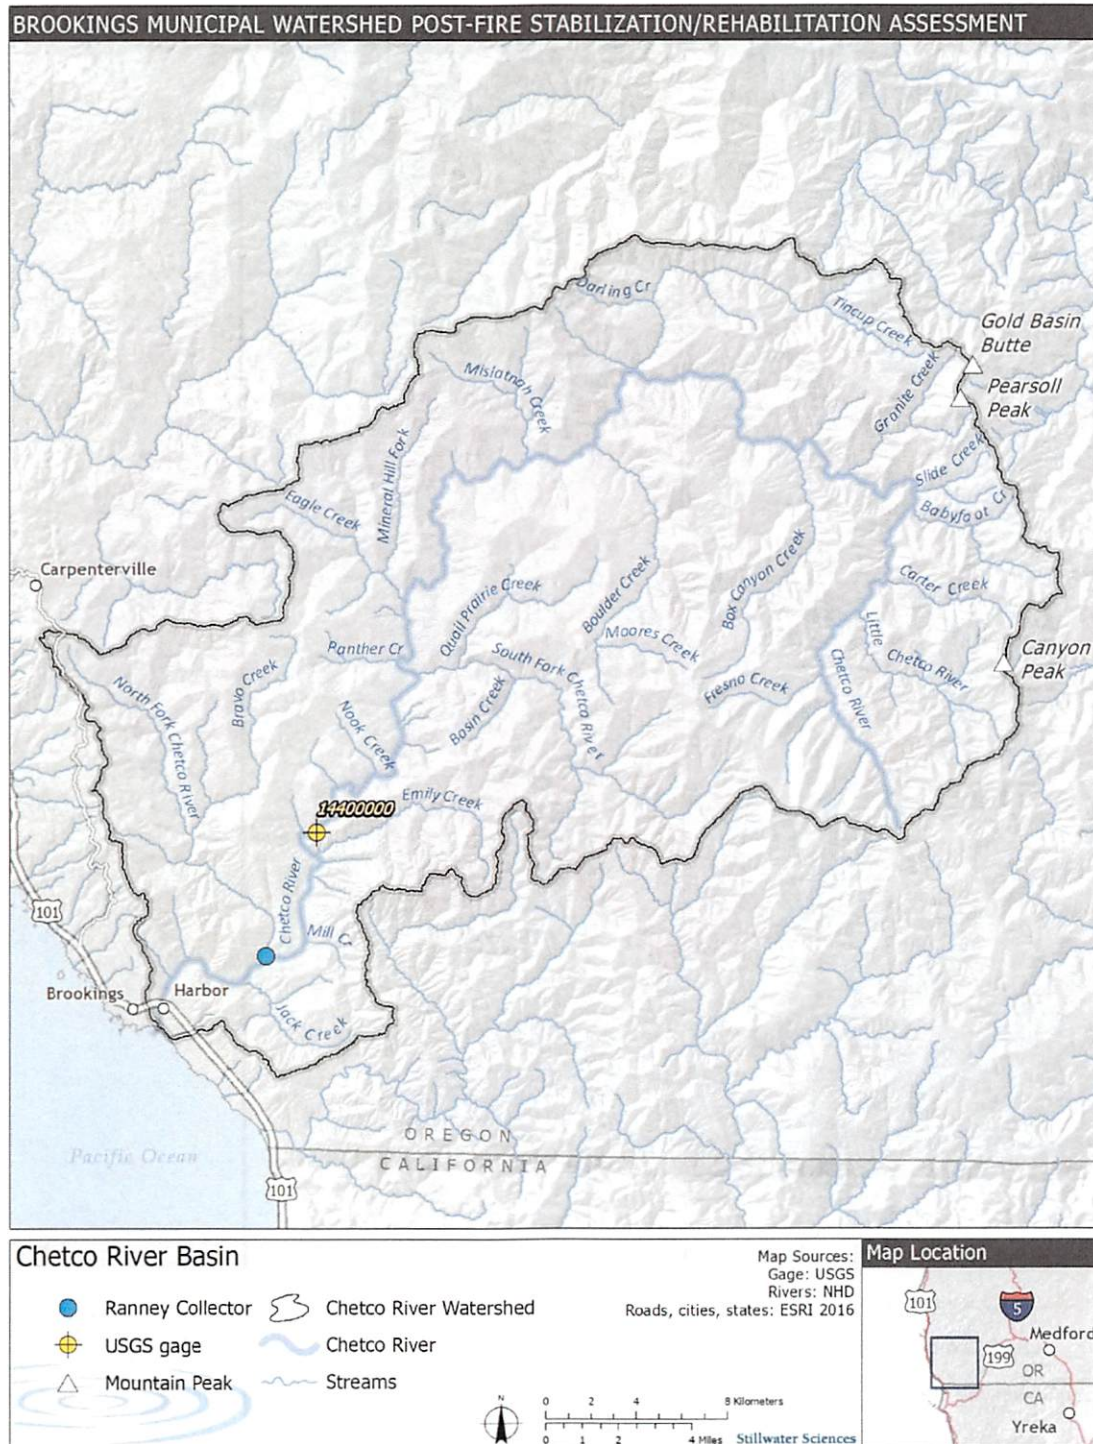 BROOKINGS MUNICIPAL WATERSHED POST-FIRE STABILIZATION/REHABILITATION ASSESSMENT
Darling Cr
Tincup Creek
Gold Basin
Butte
Mislatnah Creek
Granite Creek
Pearsoll
Peak
Mineral Hill Fork
Slide Creek
Eagle Creek
Babyfoot Cr
Carpenterville
Quail Prairie Creek
Boulder Creek
Box Canyon Creek
Carter Creek
Panther Cr
Moores Creek
Little Chetco River
Canyon
Peak
North Fork Chetco River
Bravo Creek
South Fork Chetco River
Fresno Creek
Chetco River
Nook Creek
Basin Creek
14400000
Emily Creek
Chetco River
101
Mill Cr
Brookings
Harbor
Jack Creek
OREGON
Pacific Ocean
CALIFORNIA
101
Chetco River Basin
Ranney Collector
Chetco River Watershed
USGS gage
Chetco River
Mountain Peak
Streams
Map Sources:
Gage: USGS
Rivers: NHD
Roads, cities, states: ESRI 2016
N
0 2 4 8 Kilometers
0 1 2 4 Miles
Stillwater Sciences
Map Location
101
5
Medford
199
OR
CA
Yreka